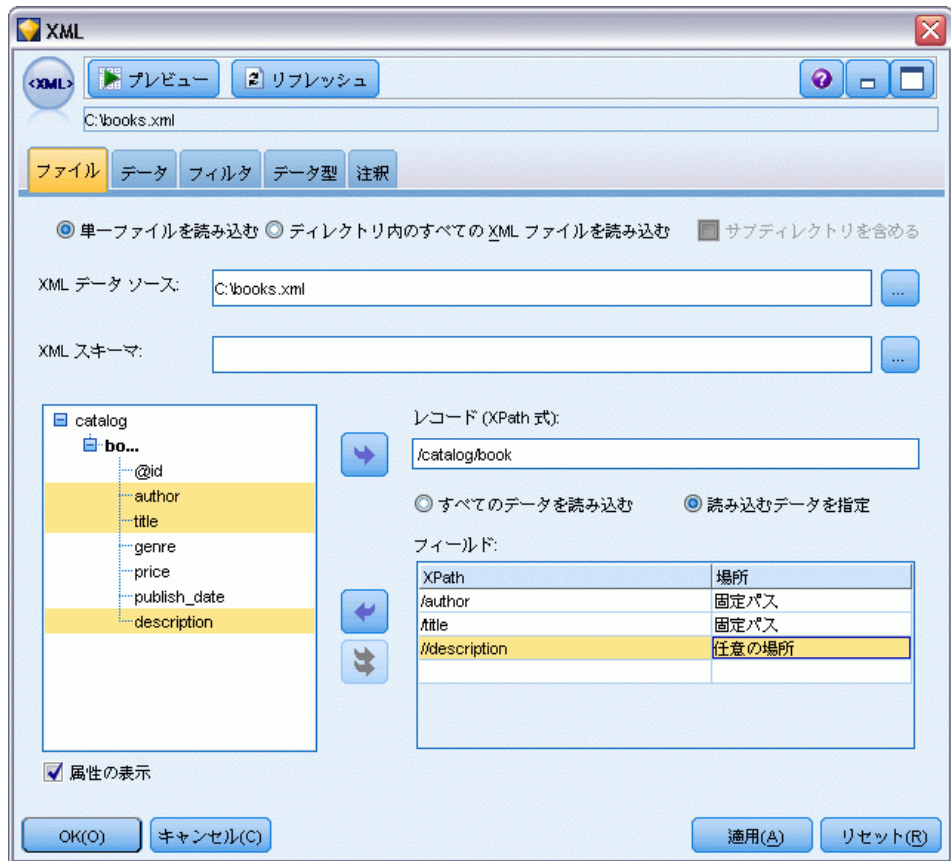 XML
<XML>
プレビュー
リフレッシュ
C:\books.xml
ファイル
データ
フィルタ
データ型
注釈
単一ファイルを読み込む
ディレクトリ内のすべての XML ファイルを読み込む
サブディレクトリを含める
XML データ ソース:
C:\books.xml
...
XML スキーマ:
...
catalog
bo...
@id
author
title
genre
price
publish_date
description
レコード (XPath 式):
/catalog/book
すべてのデータを読み込む
読み込むデータを指定
フィールド:
XPath 場所
/author 固定パス
/title 固定パス
//description 任意の場所
属性の表示
OK(O)
キャンセル(C)
適用(A)
リセット(R)